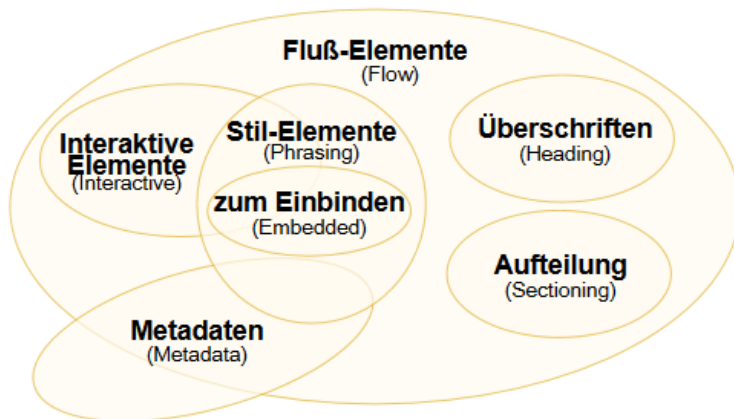 Fluß-Elemente
(Flow)
Interaktive
Elemente
(Interactive)
Stil-Elemente
(Phrasing)
zum Einbinden
(Embedded)
Überschriften
(Heading)
Aufteilung
(Sectioning)
Metadaten
(Metadata)